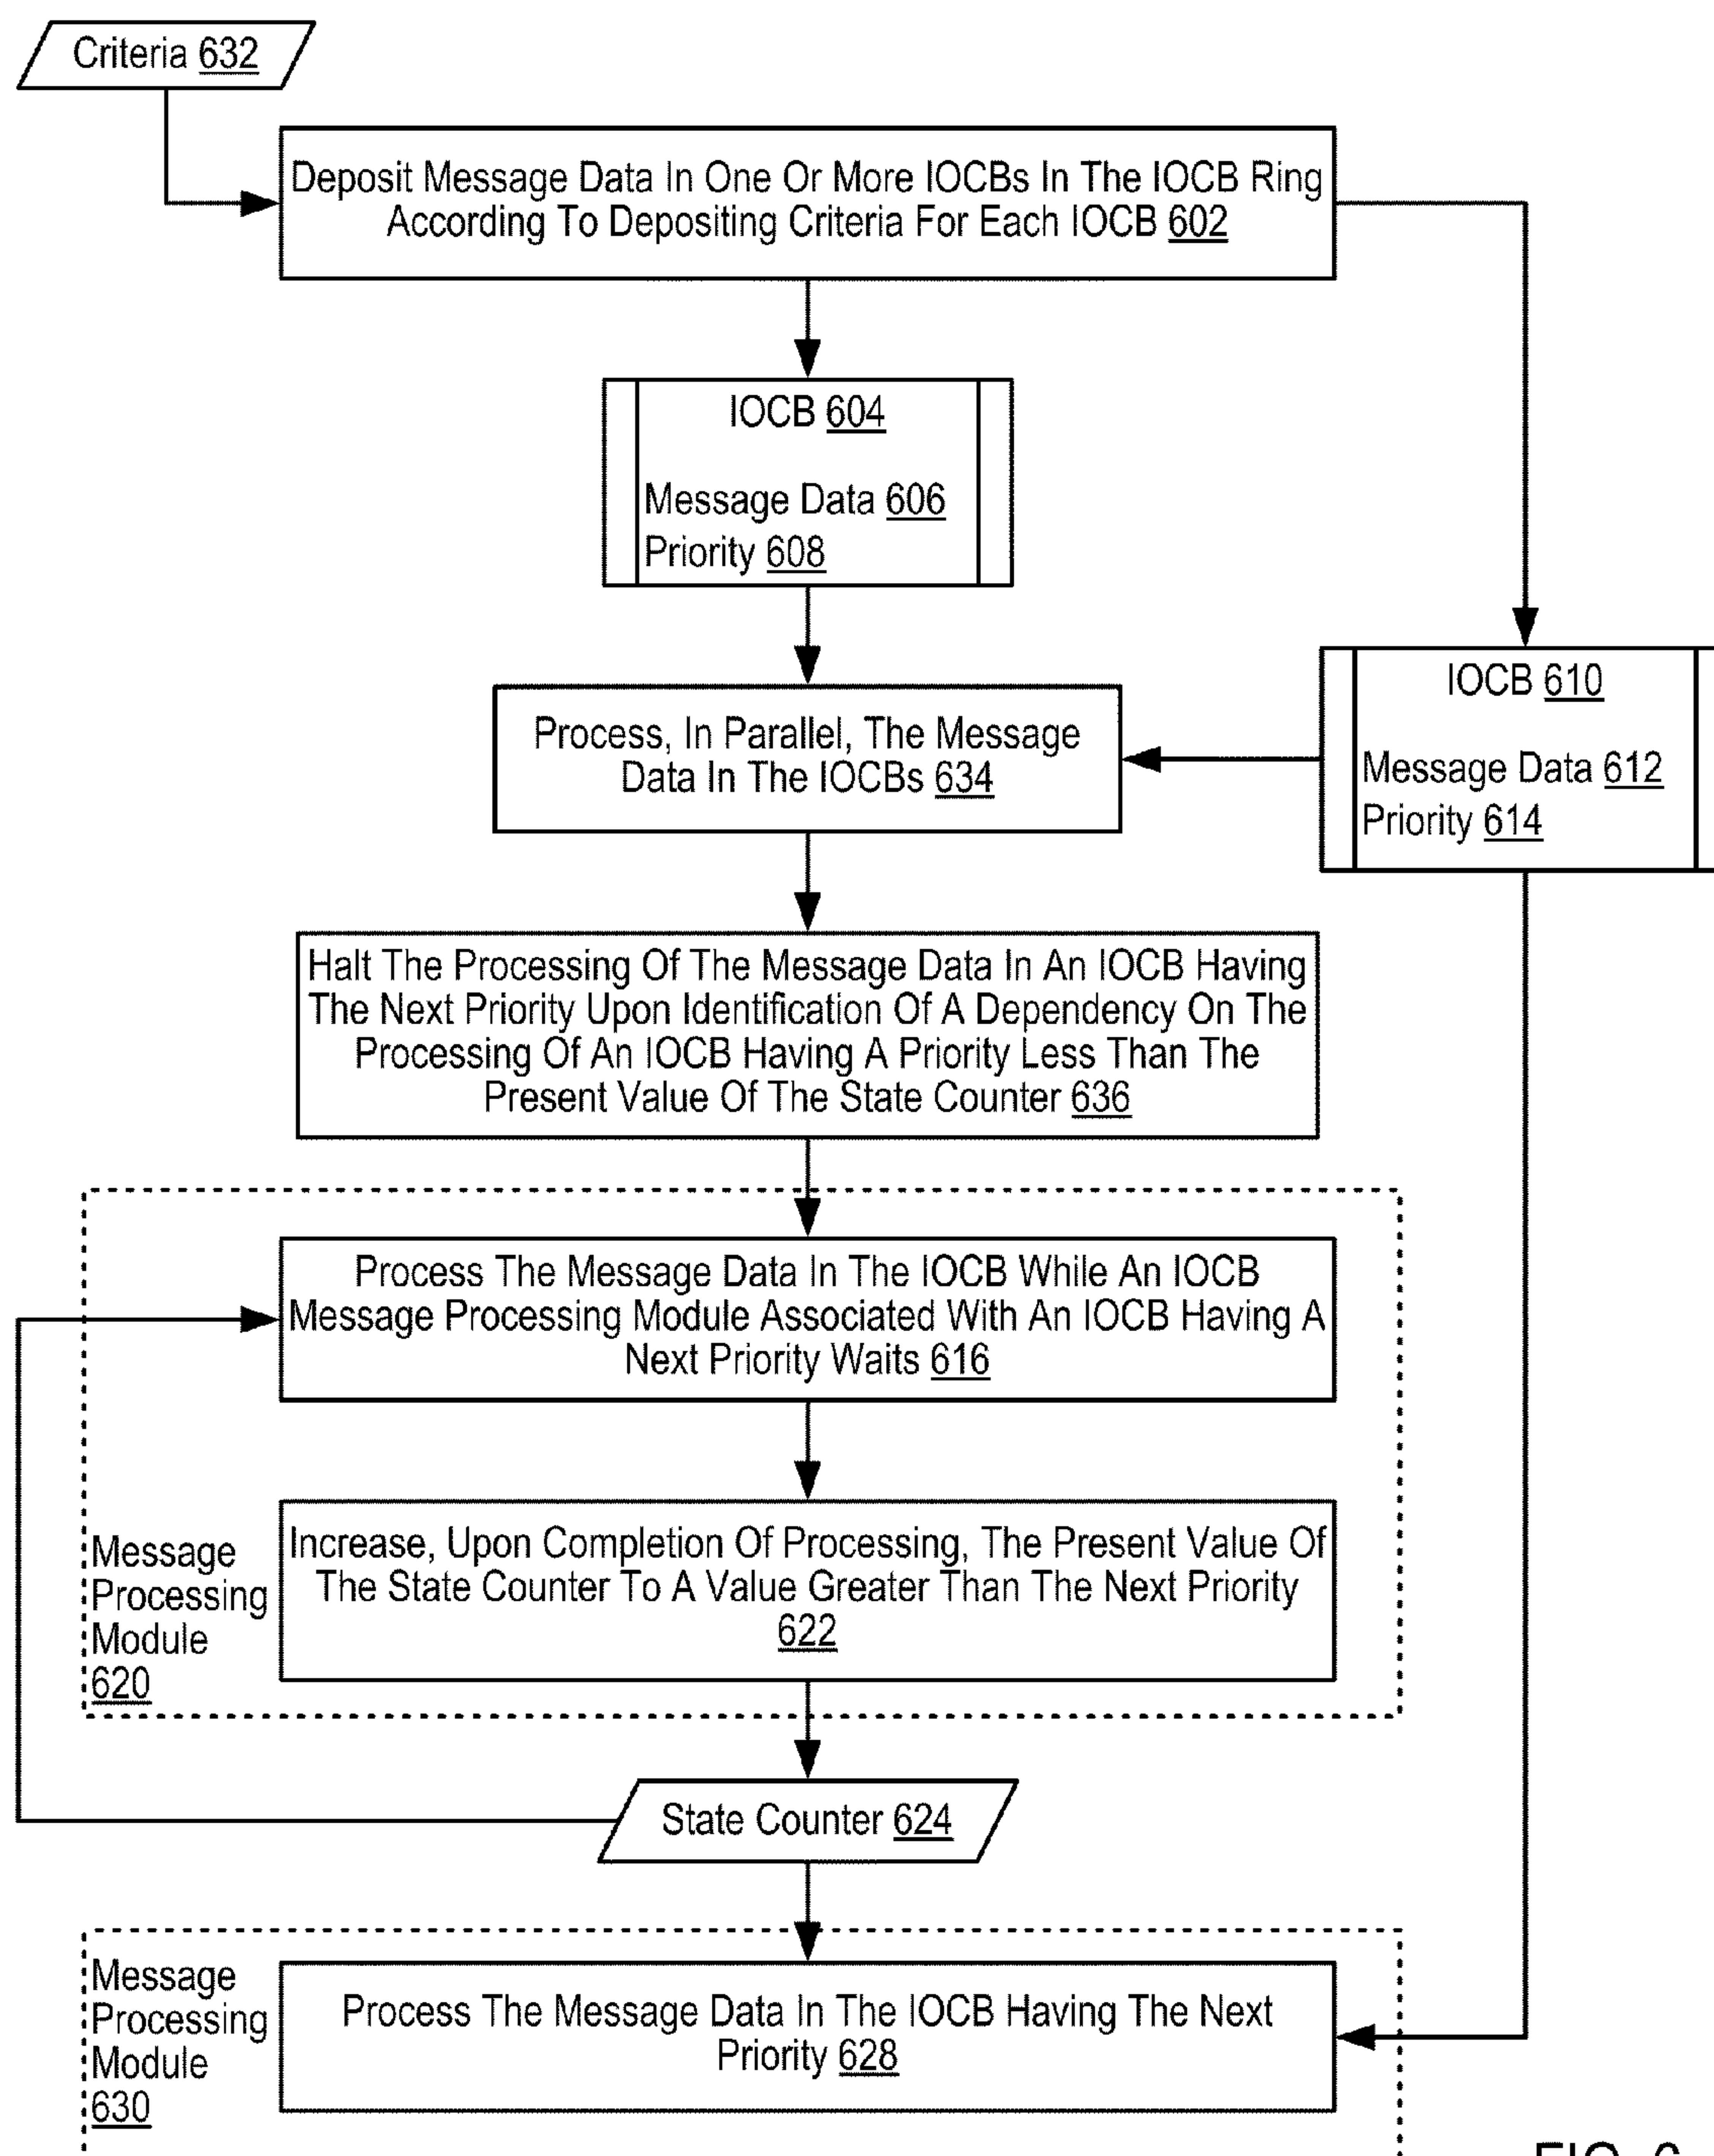 Criteria 632
Deposit Message Data In One Or More IOCBs In The IOCB Ring
According To Depositing Criteria For Each IOCB 602
IOCB 604
Message Data 606
Priority 608
IOCB 610
Message Data 612
Priority 614
Process, In Parallel, The Message
Data In The IOCBs 634
Halt The Processing Of The Message Data In An IOCB Having
The Next Priority Upon Identification Of A Dependency On The
Processing Of An IOCB Having A Priority Less Than The
Present Value Of The State Counter 636
Process The Message Data In The IOCB While An IOCB
Message Processing Module Associated With An IOCB Having A
Next Priority Waits 616
Increase, Upon Completion Of Processing, The Present Value Of
The State Counter To A Value Greater Than The Next Priority
622
Message
Processing
Module
620
State Counter 624
Message
Processing
Module
630
Process The Message Data In The IOCB Having The Next
Priority 628
FIG. 6